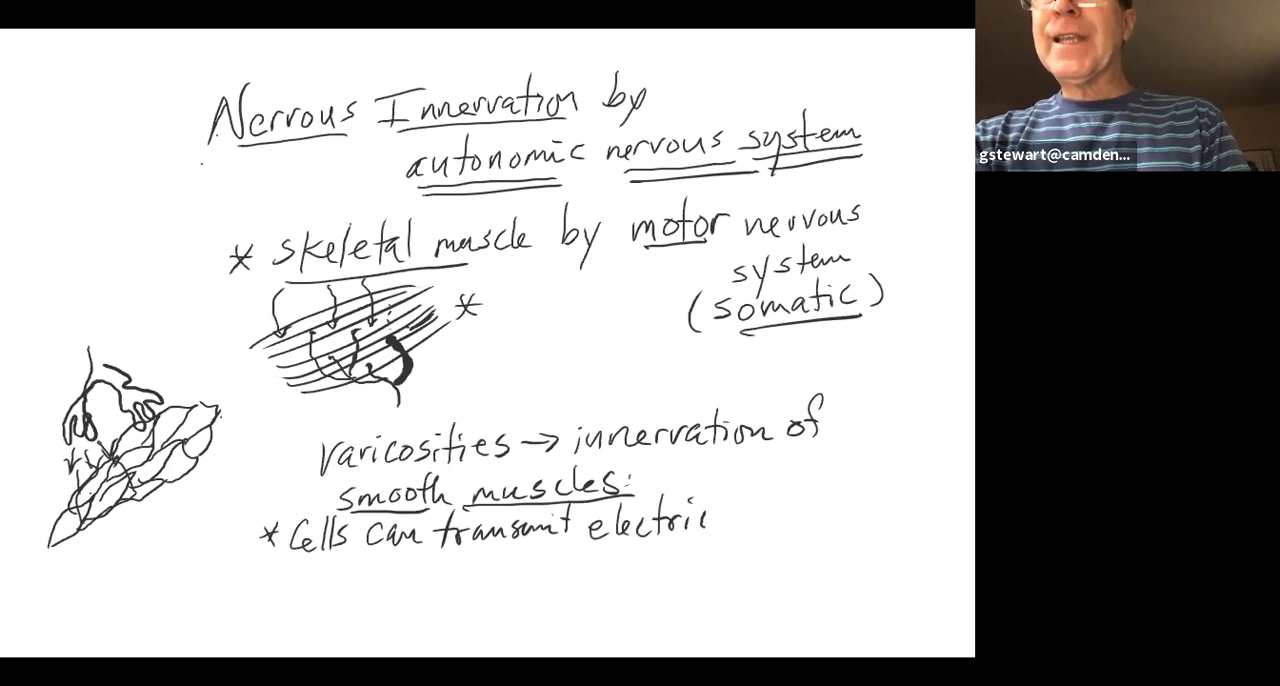 Nervous Innervation by
autonomic nervous system
* skeletal muscle by motor nervous
system
(somatic)
*
varicosities → innervation of
smooth muscles:
* Cells can transmit electric
gstewart@camden...